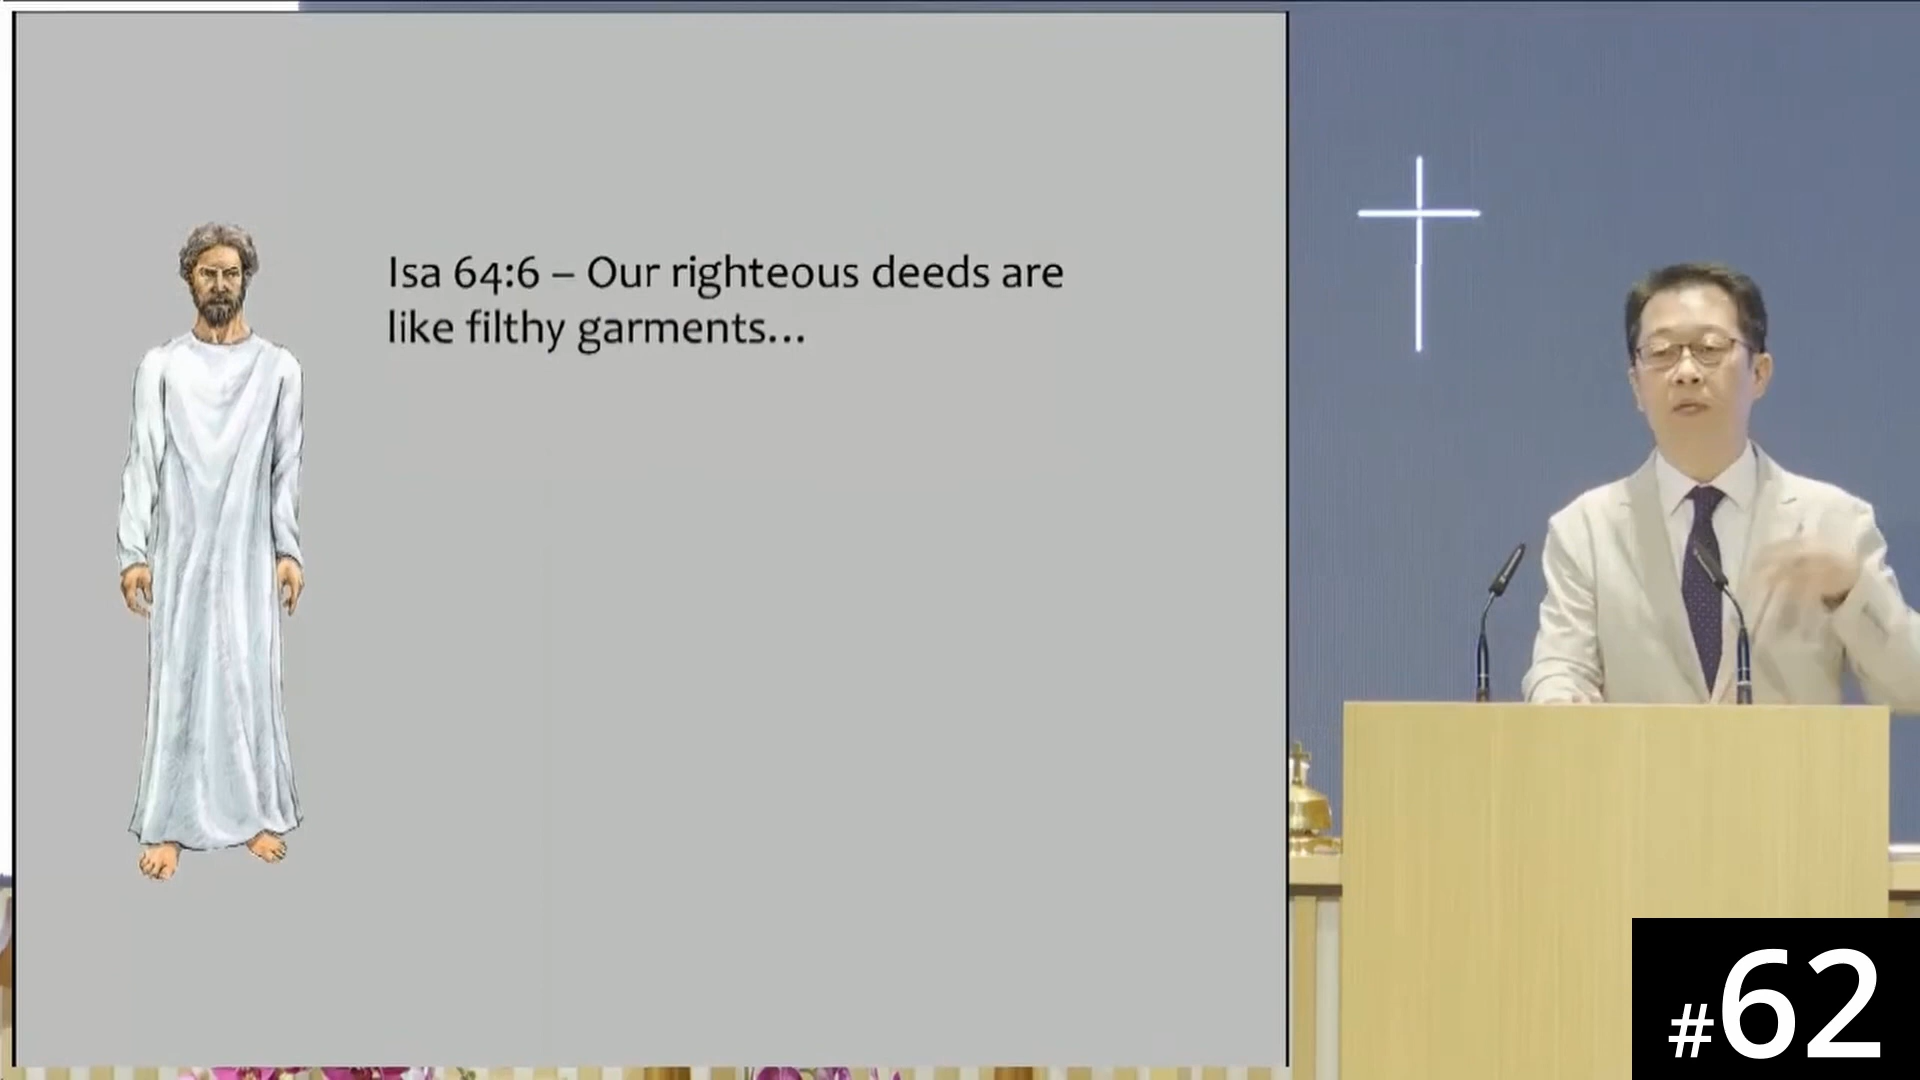 Isa 64:6 – Our righteous deeds are
like filthy garments...
#62